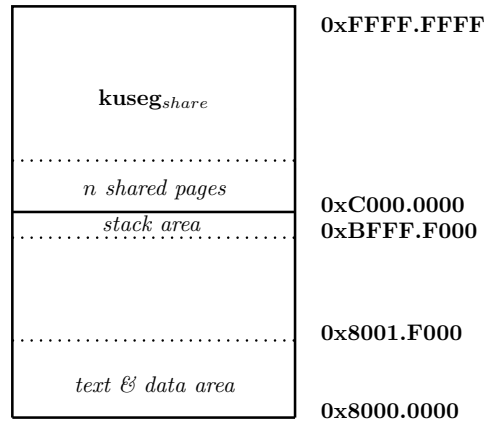 0xFFFF.FFFF
kuseg_share
n shared pages
0xC000.0000
stack area
0xBFFF.F000
0x8001.F000
text & data area
0x8000.0000